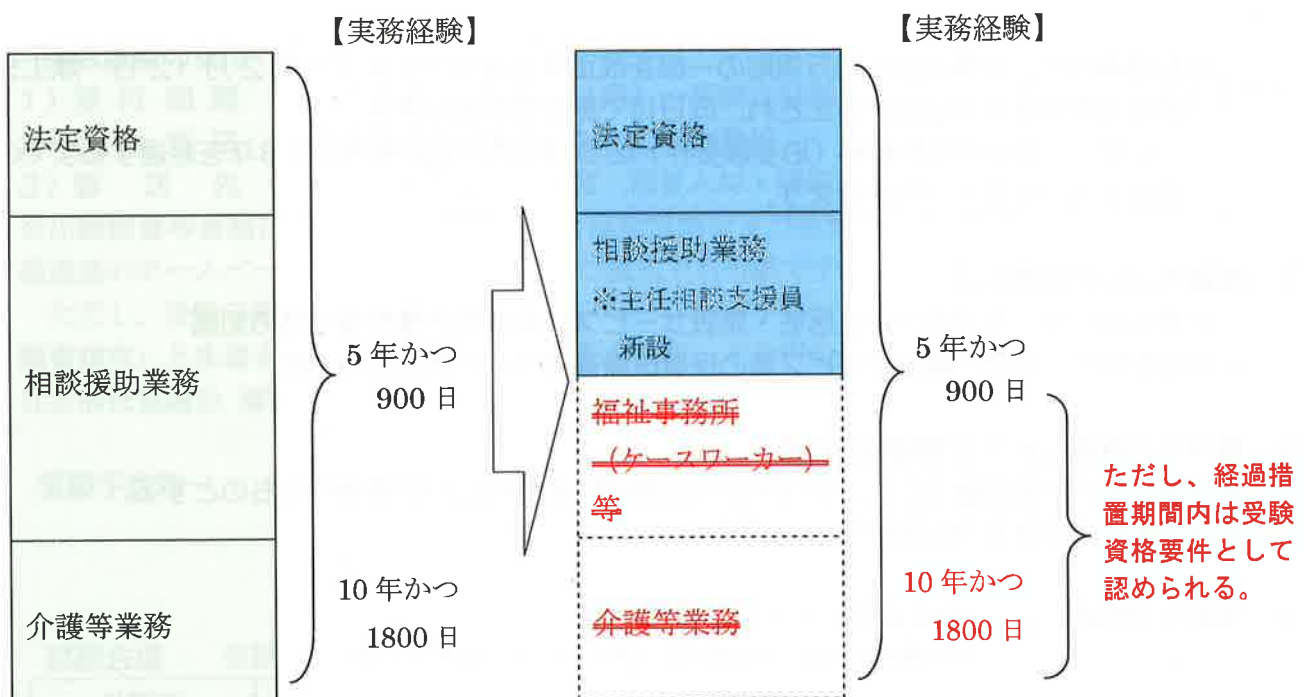 【実務経験】
法定資格
相談援助業務
介護等業務
5年かつ
900日
10年かつ
1800日
【実務経験】
法定資格
相談援助業務
※主任相談支援員
新設
福祉事務所
(ケースワーカー)
等
介護等業務
5年かつ
900日
10年かつ
1800日
ただし、経過措
置期間内は受験
資格要件として
認められる。